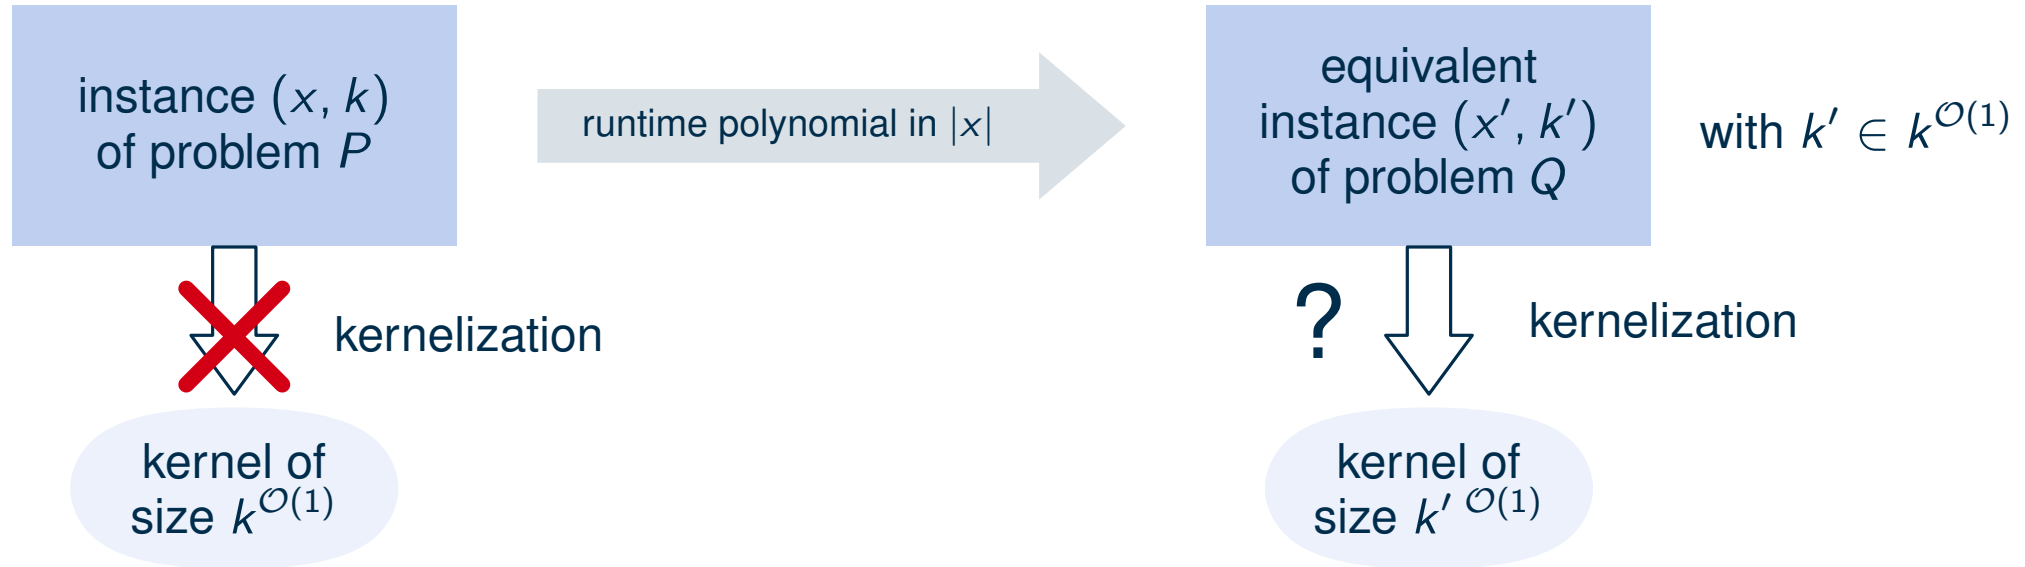 instance (x, k)
of problem P
runtime polynomial in |x|
equivalent
instance (x′, k′)
of problem Q
with k′ ∈ k^{𝒪(1)}
kernelization
?
kernelization
kernel of
size k^{𝒪(1)}
kernel of
size k′^{𝒪(1)}